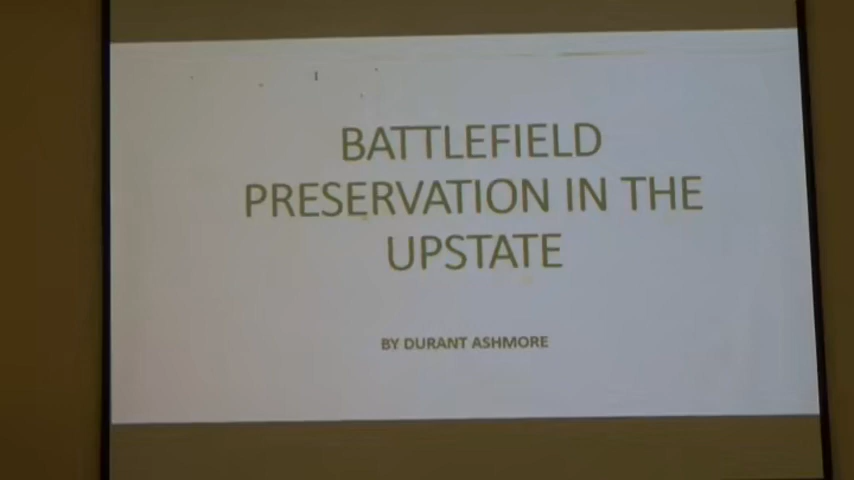 BATTLEFIELD
PRESERVATION IN THE
UPSTATE
BY DURANT ASHMORE